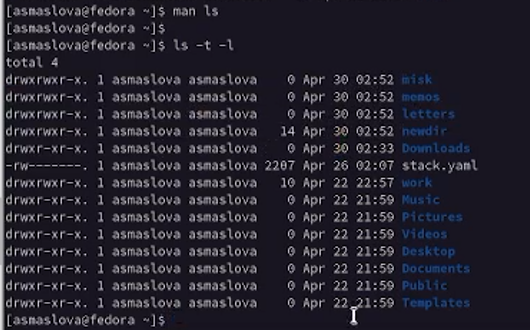 [asmaslova@fedora ~]$ man ls
[asmaslova@fedora ~]$
[asmaslova@fedora ~]$ ls -t -l
total 4
drwxrwxr-x. 1 asmaslova asmaslova    0 Apr 30 02:52 misk
drwxrwxr-x. 1 asmaslova asmaslova    0 Apr 30 02:52 memos
drwxrwxr-x. 1 asmaslova asmaslova    0 Apr 30 02:52 letters
drwxrwxr-x. 1 asmaslova asmaslova   14 Apr 30 02:52 newdir
drwxr-xr-x. 1 asmaslova asmaslova    0 Apr 30 02:33 Downloads
-rw-------. 1 asmaslova asmaslova 2207 Apr 26 02:07 stack.yaml
drwxrwxr-x. 1 asmaslova asmaslova   10 Apr 22 22:57 work
drwxr-xr-x. 1 asmaslova asmaslova    0 Apr 22 21:59 Music
drwxr-xr-x. 1 asmaslova asmaslova    0 Apr 22 21:59 Pictures
drwxr-xr-x. 1 asmaslova asmaslova    0 Apr 22 21:59 Videos
drwxr-xr-x. 1 asmaslova asmaslova    0 Apr 22 21:59 Desktop
drwxr-xr-x. 1 asmaslova asmaslova    0 Apr 22 21:59 Documents
drwxr-xr-x. 1 asmaslova asmaslova    0 Apr 22 21:59 Public
drwxr-xr-x. 1 asmaslova asmaslova    0 Apr 22 21:59 Templates
[asmaslova@fedora ~]$